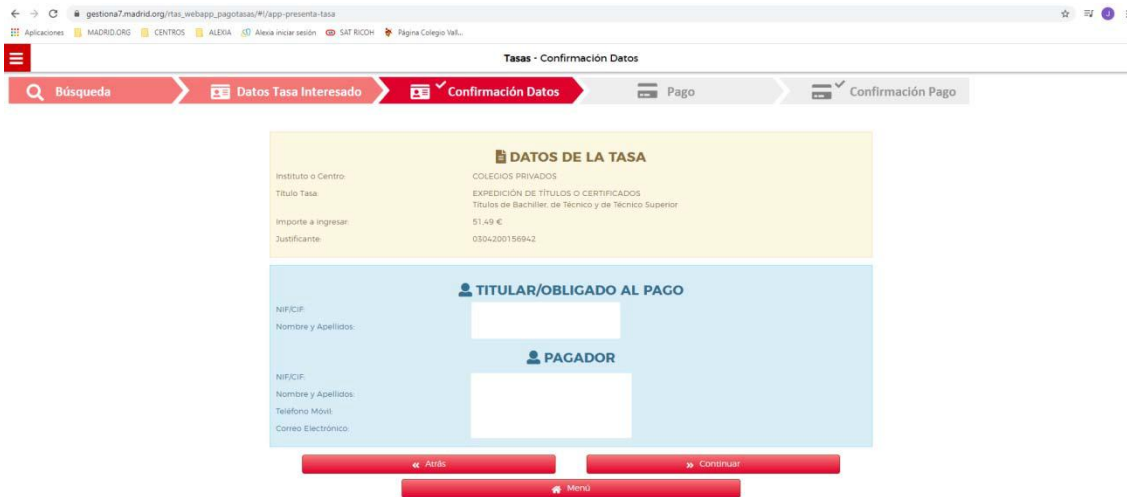 gestiona7.madrid.org/rtas_webapp_pagotasas/#!/app-presenta-tasa
J
Aplicaciones MADRID.ORG CENTROS ALEXIA Alexia iniciar sesión SAT RICOH Página Colegio Vall...
Tasas - Confirmación Datos
Búsqueda Datos Tasa Interesado Confirmación Datos Pago Confirmación Pago
DATOS DE LA TASA
Instituto o Centro: COLEGIOS PRIVADOS
Título Tasa: EXPEDICIÓN DE TÍTULOS O CERTIFICADOS
Títulos de Bachiller, de Técnico y de Técnico Superior
Importe a ingresar: 51.49 €
Justificante: 0304200156942
TITULAR/OBLIGADO AL PAGO
NIF/CIF:
Nombre y Apellidos:
PAGADOR
NIF/CIF:
Nombre y Apellidos:
Teléfono Móvil:
Correo Electrónico:
« Atrás » Continuar
Menú